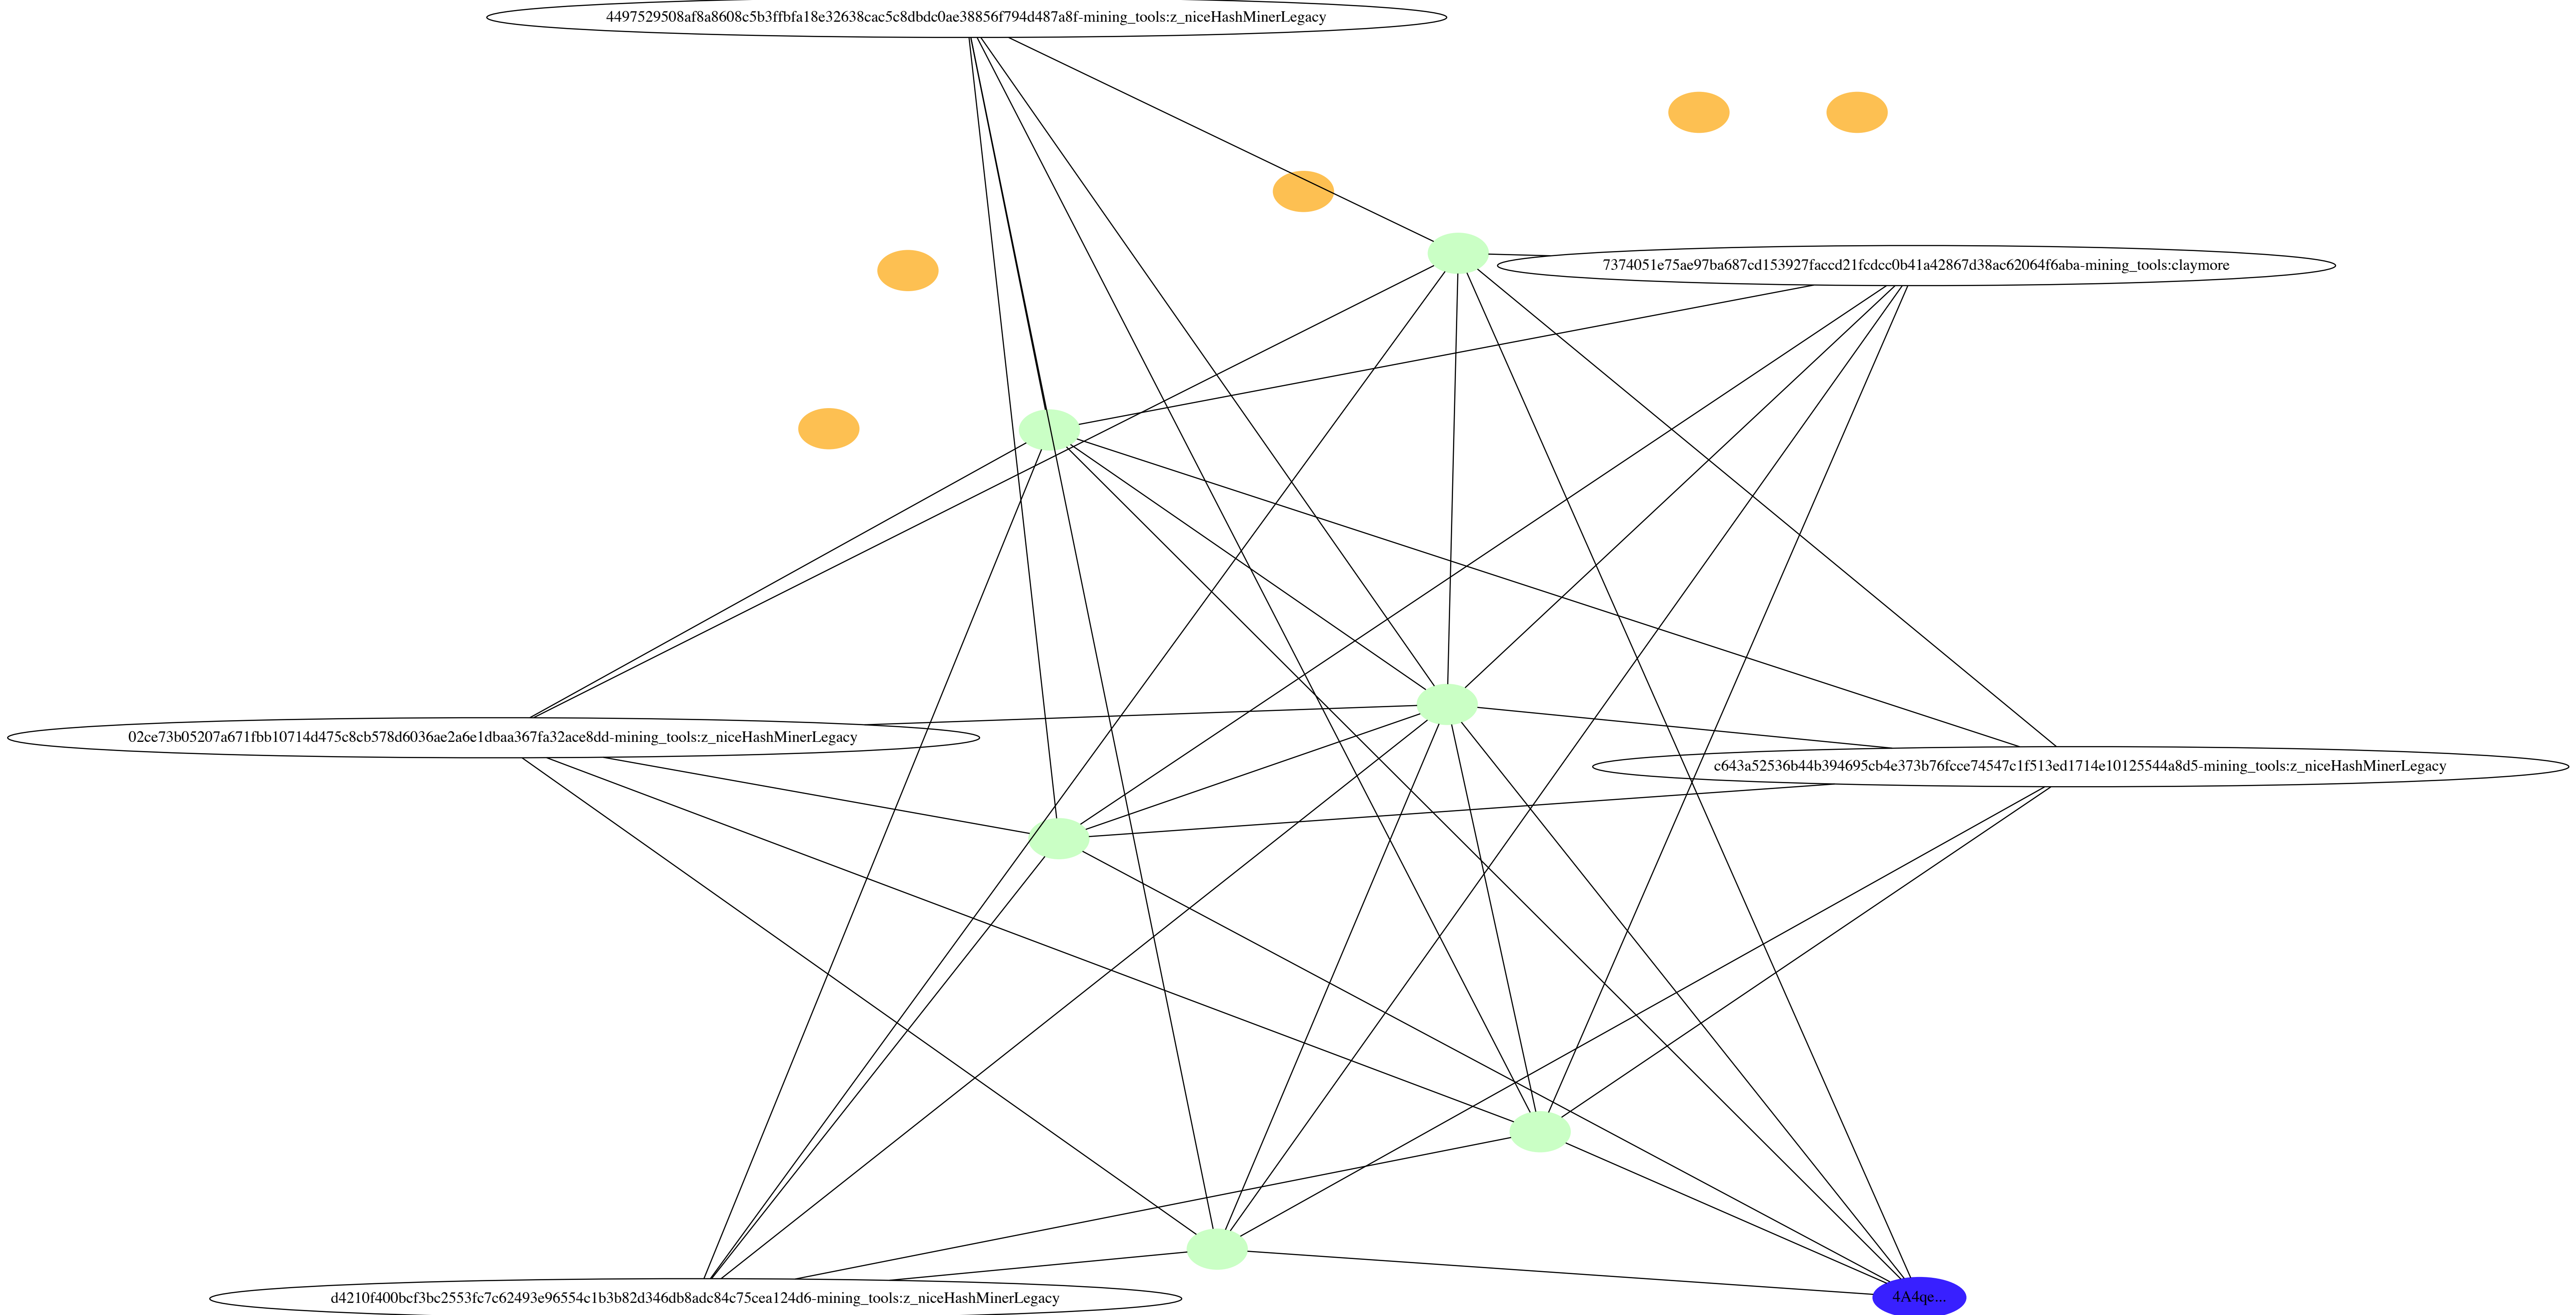 4497529508af8a8608c5b3ffbfa18e32638cac5c8dbdc0ae38856f794d487a8f-mining_tools:z_niceHashMinerLegacy
7374051e75ae97ba687cd153927faccd21fcdcc0b41a42867d38ac62064f6aba-mining_tools:claymore
02ce73b05207a671fbb10714d475c8cb578d6036ae2a6e1dbaa367fa32ace8dd-mining_tools:z_niceHashMinerLegacy
c643a52536b44b394695cb4e373b76fcce74547c1f513ed1714e10125544a8d5-mining_tools:z_niceHashMinerLegacy
d4210f400bcf3bc2553fc7c62493e96554c1b3b82d346db8adc84c75cea124d6-mining_tools:z_niceHashMinerLegacy
4A4qe...